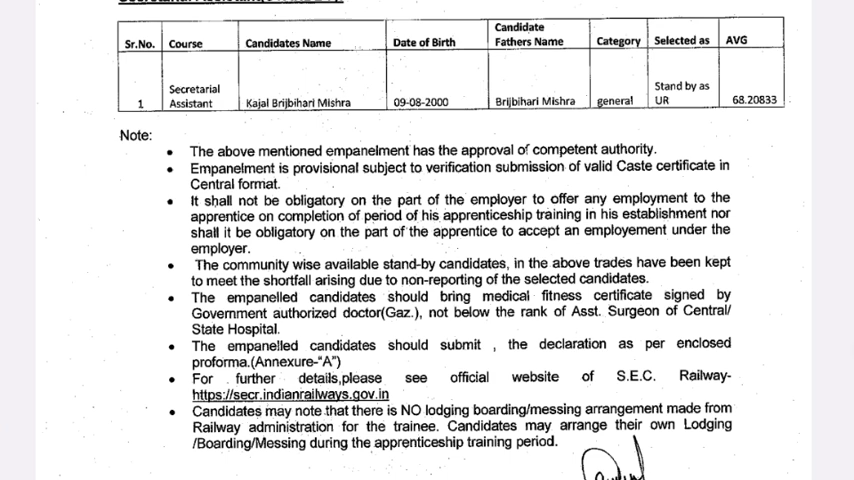 Sr.No. Course Candidates Name Date of Birth Candidate Fathers Name Category Selected as AVG
1 Secretarial Assistant Kajal Brijbihari Mishra 09-08-2000 Brijbihari Mishra general Stand by as UR 68.20833
Note:
• The above mentioned empanelment has the approval of competent authority.
• Empanelment is provisional subject to verification submission of valid Caste certificate in
Central format.
• It shall not be obligatory on the part of the employer to offer any employment to the
apprentice on completion of period of his apprenticeship training in his establishment nor
shall it be obligatory on the part of the apprentice to accept an employement under the
employer.
• The community wise available stand-by candidates, in the above trades have been kept
to meet the shortfall arising due to non-reporting of the selected candidates.
• The empanelled candidates should bring medical fitness certificate signed by
Government authorized doctor(Gaz.), not below the rank of Asst. Surgeon of Central/
State Hospital.
• The empanelled candidates should submit , the declaration as per enclosed
proforma.(Annexure-“A”)
• For further details,please see official website of S.E.C. Railway-
https://secr.indianrailways.gov.in
• Candidates may note that there is NO lodging boarding/messing arrangement made from
Railway administration for the trainee. Candidates may arrange their own Lodging
/Boarding/Messing during the apprenticeship training period.